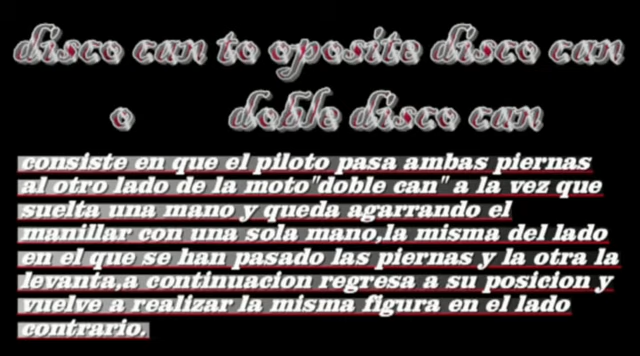 disco can to oposite disco can
o doble disco can
consiste en que el piloto pasa ambas piernas
al otro lado de la moto"doble can" a la vez que
suelta una mano y queda agarrando el
manillar con una sola mano,la misma del lado
en el que se han pasado las piernas y la otra la
levanta,a continuacion regresa a su posicion y
vuelve a realizar la misma figura en el lado
contrario.